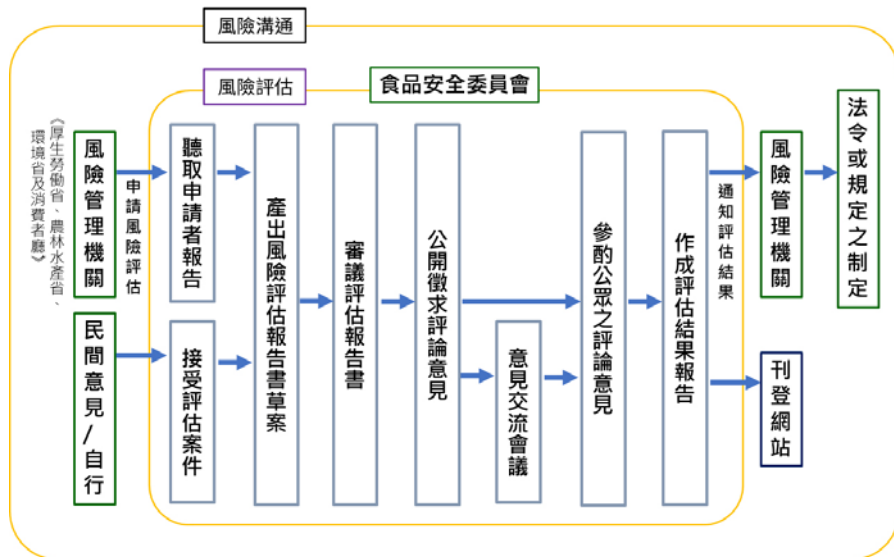 風險溝通
風險評估
食品安全委員會
《厚生勞働省、農林水產省、
環境省及消費者廳》
風險管理機關
申請風險評估
聽取申請者報告
民間意見/自行
接受評估案件
產出風險評估報告書草案
審議評估報告書
公開徵求評論意見
意見交流會議
參酌公眾之評論意見
作成評估結果報告
通知評估結果
風險管理機關
法令或規定之制定
刊登網站